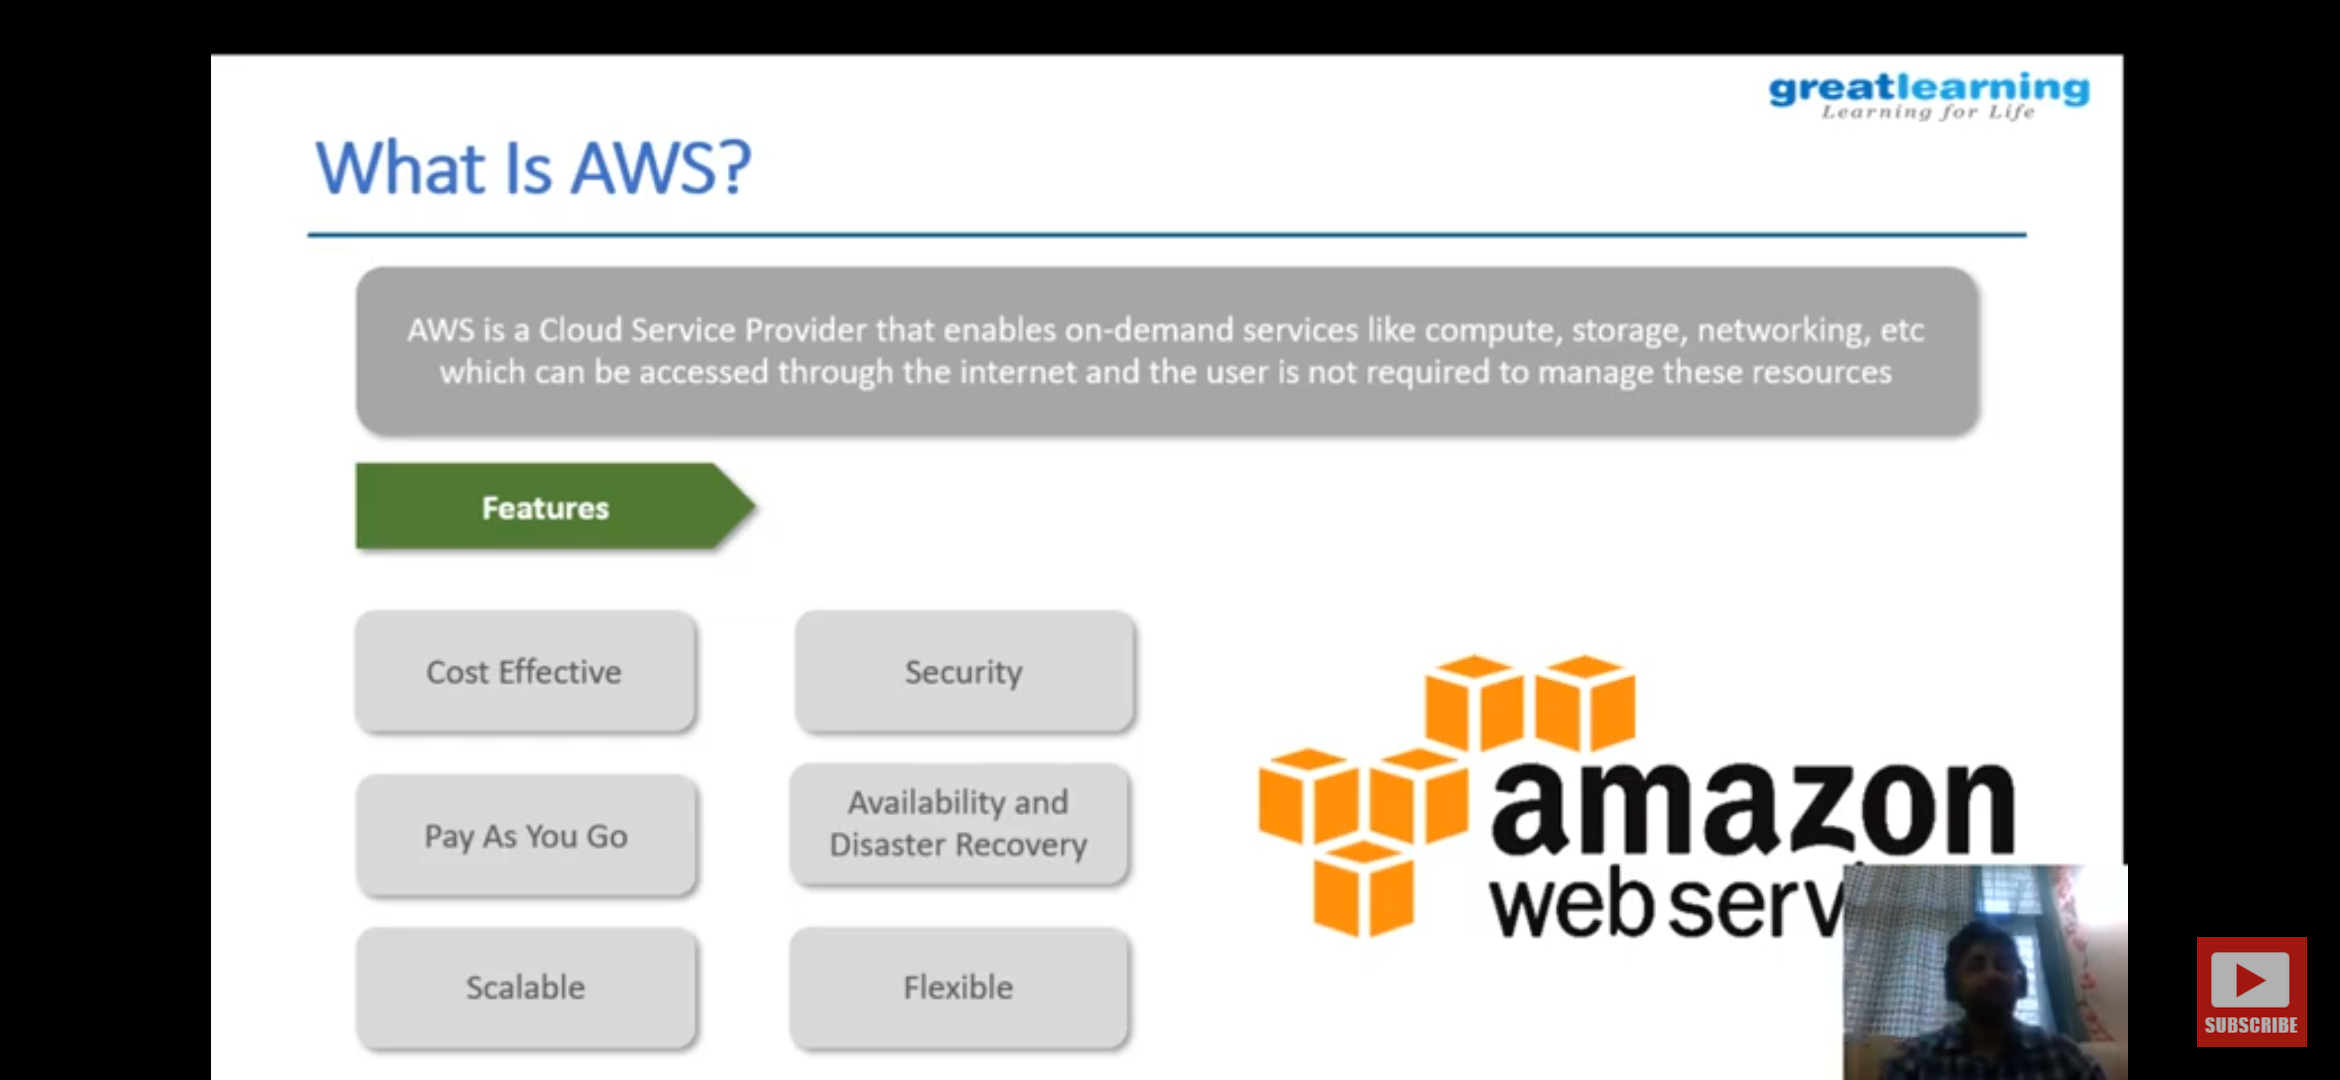 greatlearning
Learning for Life
What Is AWS?
AWS is a Cloud Service Provider that enables on-demand services like compute, storage, networking, etc
which can be accessed through the internet and the user is not required to manage these resources
Features
Cost Effective
Security
Pay As You Go
Availability and
Disaster Recovery
Scalable
Flexible
amazon
web serv
SUBSCRIBE